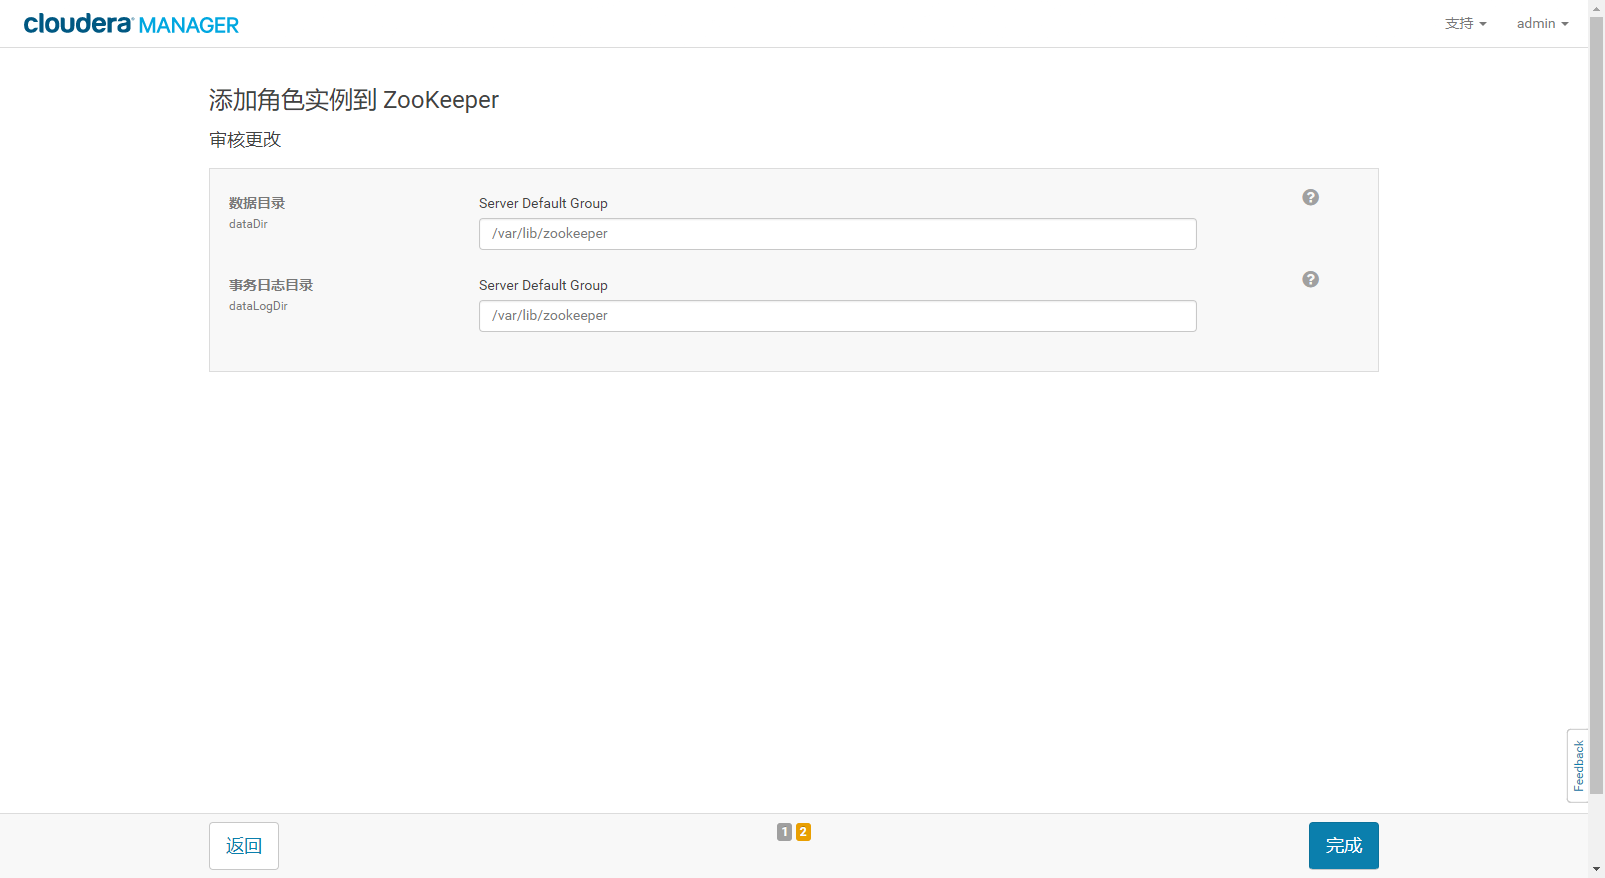 cloudera MANAGER
支持 admin
添加角色实例到 ZooKeeper
审核更改
数据目录
dataDir
Server Default Group
/var/lib/zookeeper
?
事务日志目录
dataLogDir
Server Default Group
/var/lib/zookeeper
?
Feedback
返回
1 2
完成